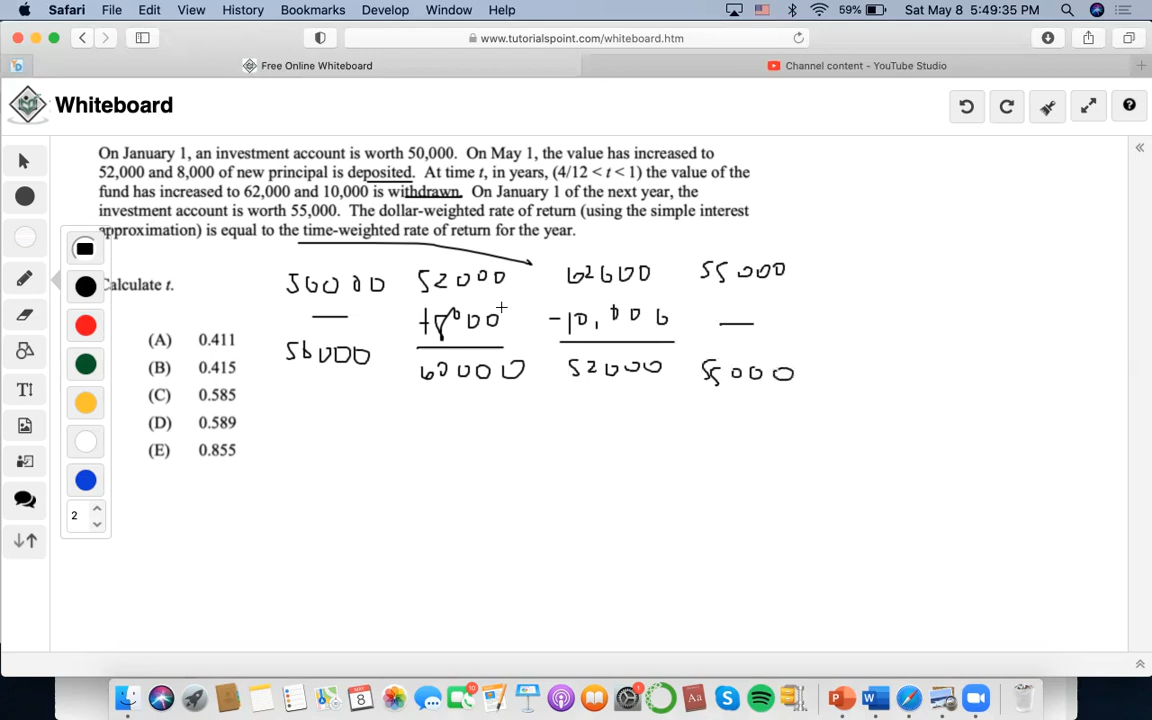 Safari File Edit View History Bookmarks Develop Window Help 59% Sat May 8 5:49:35 PM
www.tutorialspoint.com/whiteboard.htm
Free Online Whiteboard Channel content - YouTube Studio
Whiteboard
On January 1, an investment account is worth 50,000. On May 1, the value has increased to
52,000 and 8,000 of new principal is deposited. At time t, in years, (4/12 < t < 1) the value of the
fund has increased to 62,000 and 10,000 is withdrawn. On January 1 of the next year, the
investment account is worth 55,000. The dollar-weighted rate of return (using the simple interest
approximation) is equal to the time-weighted rate of return for the year.
Calculate t.
50000 52000 62000 55000
+8000 -10,000
50000 60000 52000 55000
(A) 0.411
(B) 0.415
(C) 0.585
(D) 0.589
(E) 0.855
2